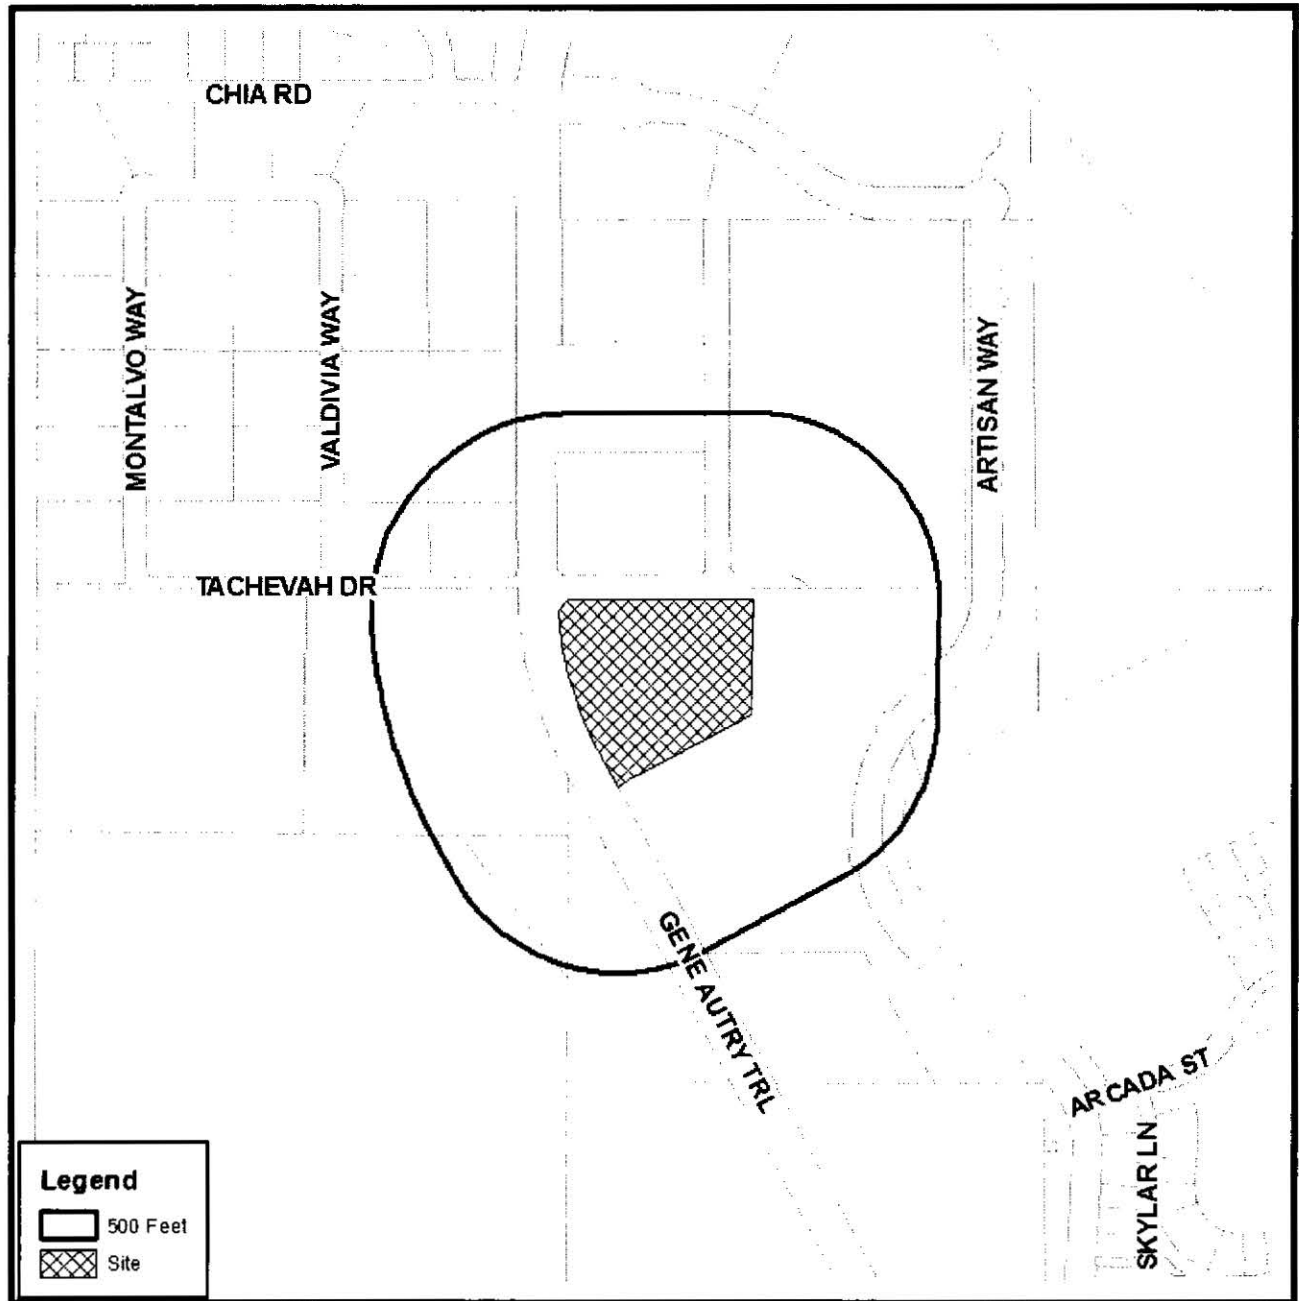 CHIA RD
MONTALVO WAY
VALDIVIA WAY
ARTISAN WAY
TACHEVAH DR
GENE AUTRY TRL
ARCADA ST
SKYLAR LN
Legend
500 Feet
Site